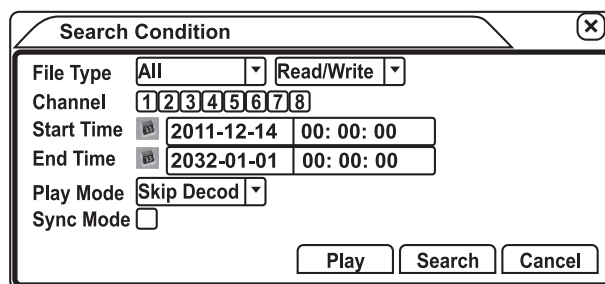 Search Condition
File Type All Read/Write
Channel 1 2 3 4 5 6 7 8
Start Time 2011-12-14 00: 00: 00
End Time 2032-01-01 00: 00: 00
Play Mode Skip Decod
Sync Mode
Play Search Cancel